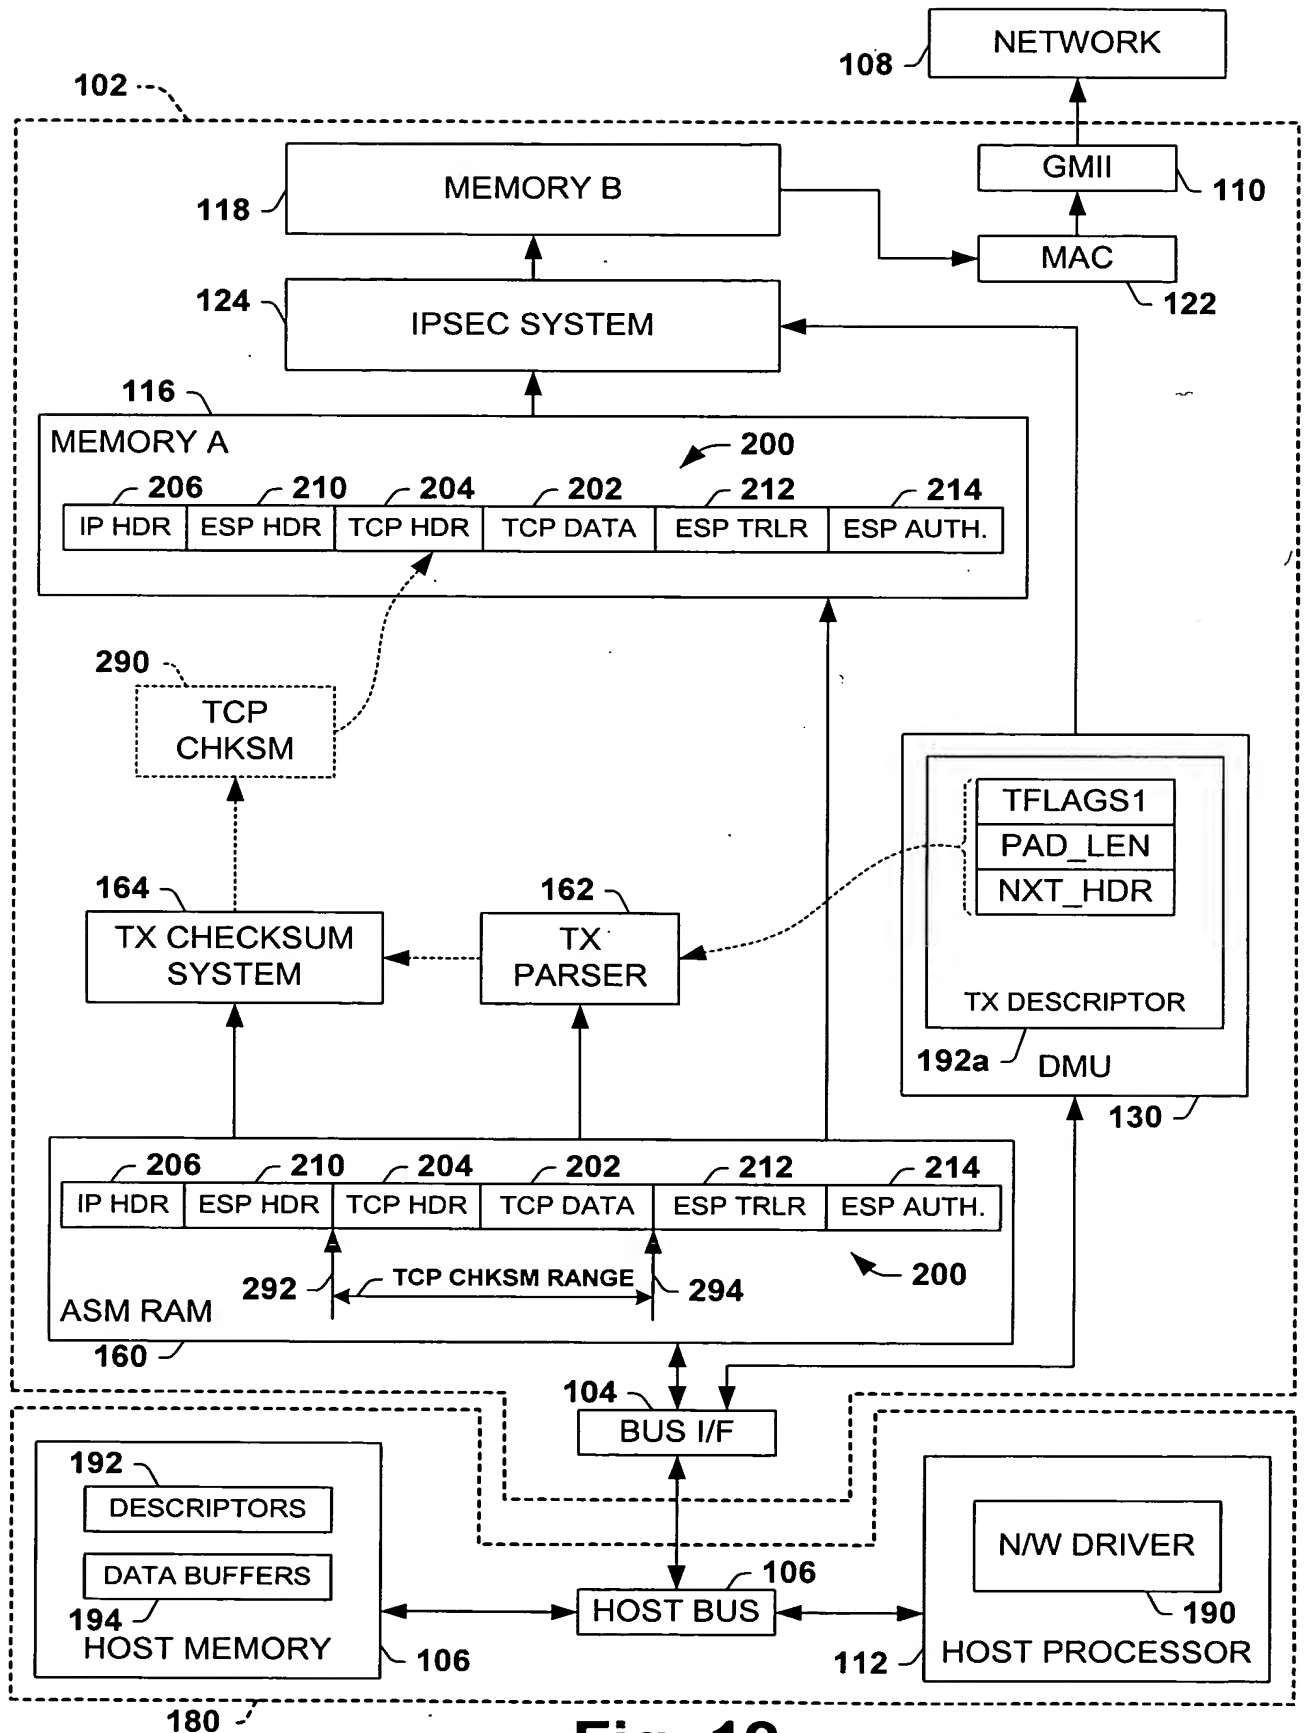 NETWORK
108
102
GMII
110
MEMORY B
118
MAC
122
124
IPSEC SYSTEM
116
MEMORY A
200
206 210 204 202 212 214
IP HDR ESP HDR TCP HDR TCP DATA ESP TRLR ESP AUTH.
290
TCP
CHKSM
TFLAGS1
PAD_LEN
NXT_HDR
164
162
TX CHECKSUM
SYSTEM
TX
PARSER
TX DESCRIPTOR
192a
DMU
130
206 210 204 202 212 214
IP HDR ESP HDR TCP HDR TCP DATA ESP TRLR ESP AUTH.
292
TCP CHKSM RANGE
294
200
ASM RAM
160
104
BUS I/F
192
DESCRIPTORS
DATA BUFFERS
194
HOST MEMORY
106
106
HOST BUS
N/W DRIVER
190
112
HOST PROCESSOR
180